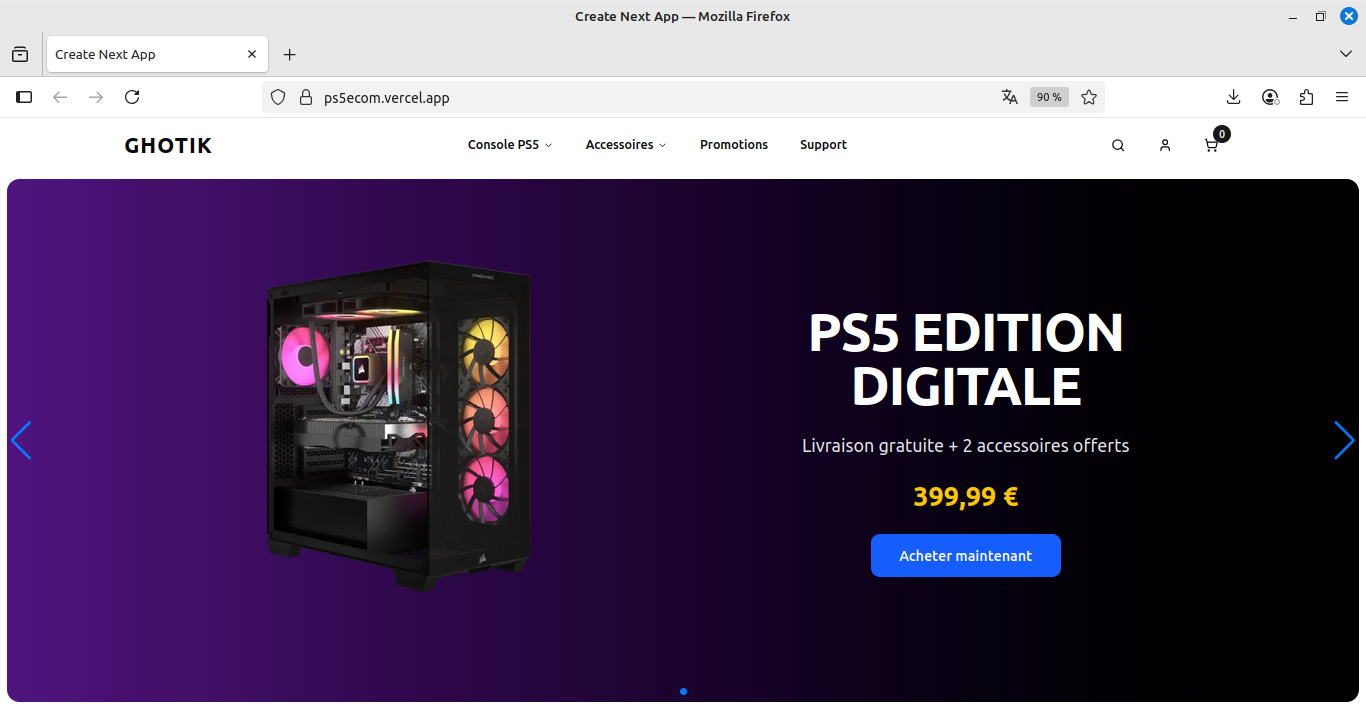 Create Next App — Mozilla Firefox
Create Next App
ps5ecom.vercel.app
90 %
GHOTIK
Console PS5
Accessoires
Promotions
Support
0
PS5 EDITION
DIGITALE
Livraison gratuite + 2 accessoires offerts
399,99 €
Acheter maintenant